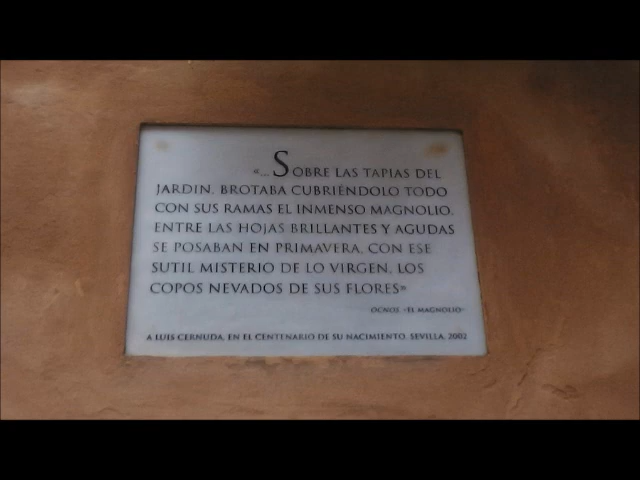 «... SOBRE LAS TAPIAS DEL
JARDIN, BROTABA CUBRIÉNDOLO TODO
CON SUS RAMAS EL INMENSO MAGNOLIO.
ENTRE LAS HOJAS BRILLANTES Y AGUDAS
SE POSABAN EN PRIMAVERA, CON ESE
SUTIL MISTERIO DE LO VIRGEN, LOS
COPOS NEVADOS DE SUS FLORES»
OCNOS «EL MAGNOLIO»
A LUIS CERNUDA, EN EL CENTENARIO DE SU NACIMIENTO. SEVILLA, 2002